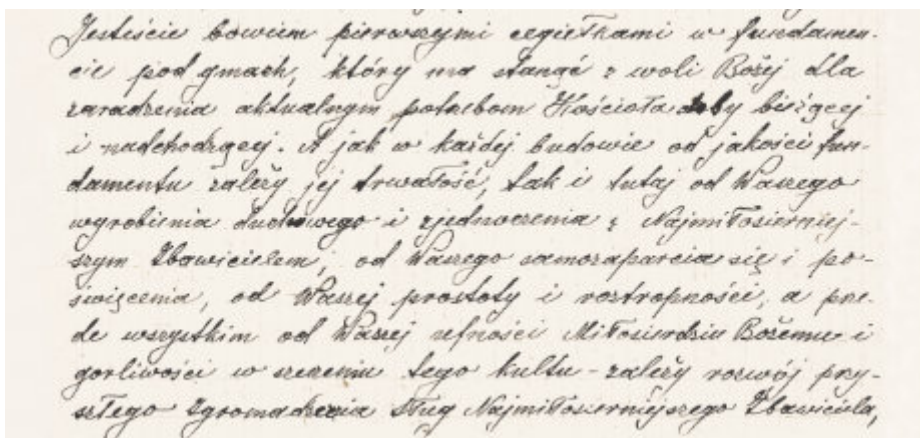 Jesteście bowiem pierwszymi cegiełkami w fundamen-
cie pod gmach, który ma stanąć z woli Bożej dla
zaradzenia aktualnym potrzebom Kościoła doby bieżącej
i nadchodzącej. A jak w każdej budowie od jakości fun-
damentu zależy jej trwałość, tak i tutaj od Waszego
wyrobienia duchowego i zjednoczenia z Najmiłosierniej-
szym Zbawicielem, od Waszego samozaparcia się i po-
święcenia, od Waszej prostoty i roztropności, a prze-
de wszystkim od Waszej ufności Miłosierdziu Bożemu i
gorliwości w szerzeniu tego kultu - zależy rozwój przy-
szłego Zgromadzenia Sług Najmiłosierniejszego Zbawiciela,